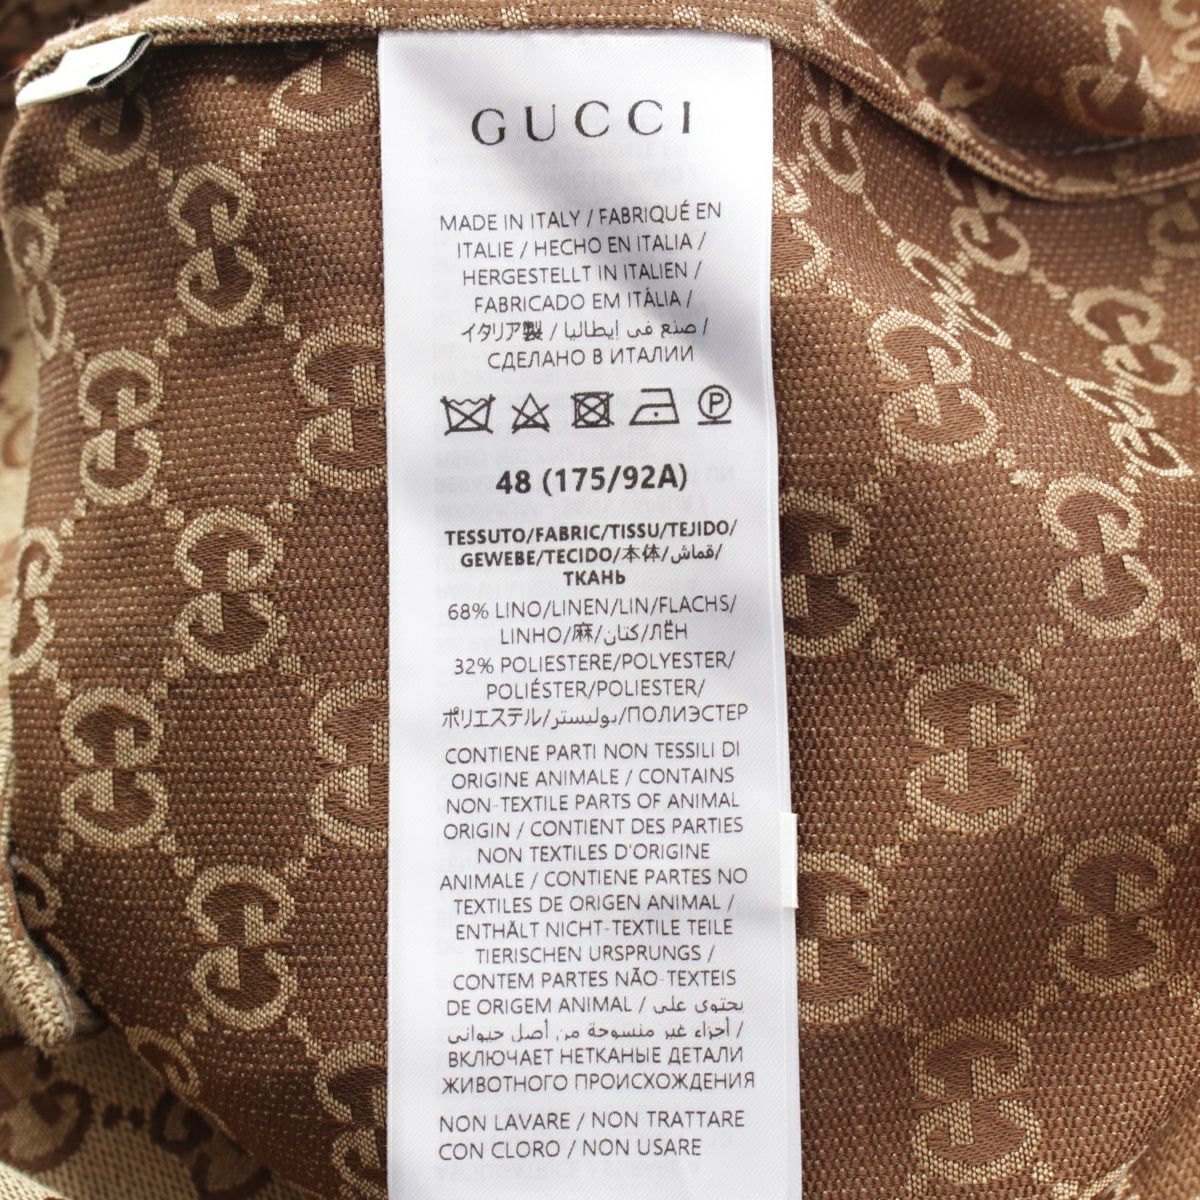 GUCCI
MADE IN ITALY / FABRIQUÉ EN
ITALIE / HECHO EN ITALIA /
HERGESTELLT IN ITALIEN /
FABRICADO EM ITÁLIA /
イタリア製 / صنع في إيطاليا /
СДЕЛАНО В ИТАЛИИ
P
48 (175/92A)
TESSUTO/FABRIC/TISSU/TEJIDO/
GEWEBE/TECIDO/本体/قماش/
ТКАНЬ
68% LINO/LINEN/LIN/FLACHS/
LINHO/麻/كتان/ЛЁН
32% POLIESTERE/POLYESTER/
POLIÉSTER/POLIESTER/
ポリエステル/بوليستر/ПОЛИЭСТЕР
CONTIENE PARTI NON TESSILI DI
ORIGINE ANIMALE / CONTAINS
NON-TEXTILE PARTS OF ANIMAL
ORIGIN / CONTIENT DES PARTIES
NON TEXTILES D'ORIGINE
ANIMALE / CONTIENE PARTES NO
TEXTILES DE ORIGEN ANIMAL /
ENTHÄLT NICHT-TEXTILE TEILE
TIERISCHEN URSPRUNGS /
CONTEM PARTES NÃO-TEXTEIS
DE ORIGEM ANIMAL / يحتوي على
أجزاء غير منسوجة من أصل حيواني /
ВКЛЮЧАЕТ НЕТКАНЫЕ ДЕТАЛИ
ЖИВОТНОГО ПРОИСХОЖДЕНИЯ
NON LAVARE / NON TRATTARE
CON CLORO / NON USARE